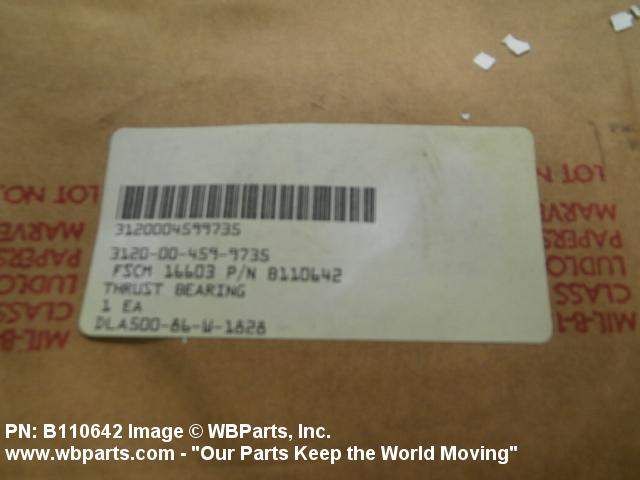 3120004599735
3120-00-459-9735
FSCM 16603 P/N B110642
THRUST BEARING
1 EA
DLA500-86-W-1828
LOT NO.
MARVE
PAPERS
LUDLO
CLASS
MIL-B-1
LOT NO
MARVE
PAPERS
LUDLO
CLASS
MIL-B
PN: B110642 Image © WBParts, Inc.
www.wbparts.com - "Our Parts Keep the World Moving"